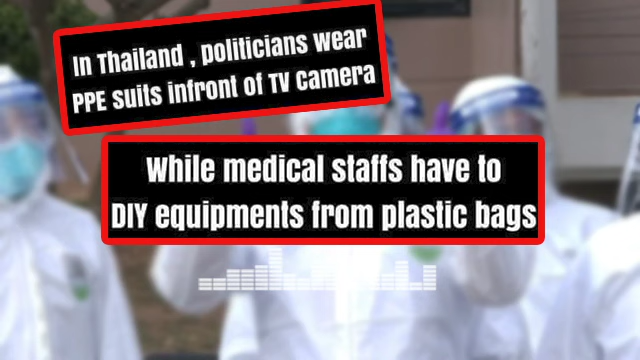 In Thailand , politicians wear
PPE suits infront of TV camera
While medical staffs have to
DIY equipments from plastic bags